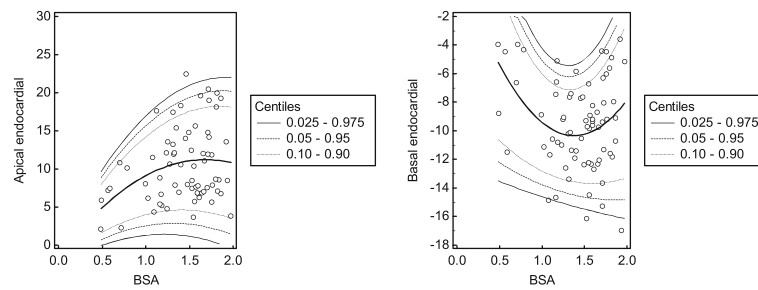 30
25
20
15
10
5
0
Apical endocardial
0.0 0.5 1.0 1.5 2.0
BSA
Centiles
0.025 - 0.975
0.05 - 0.95
0.10 - 0.90
-2
-4
-6
-8
-10
-12
-14
-16
-18
Basal endocardial
0.0 0.5 1.0 1.5 2.0
BSA
Centiles
0.025 - 0.975
0.05 - 0.95
0.10 - 0.90